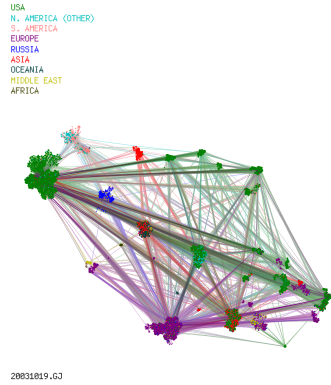 USA
N. AMERICA (OTHER)
S. AMERICA
EUROPE
RUSSIA
ASIA
OCEANIA
MIDDLE EAST
AFRICA
20031019.GJ